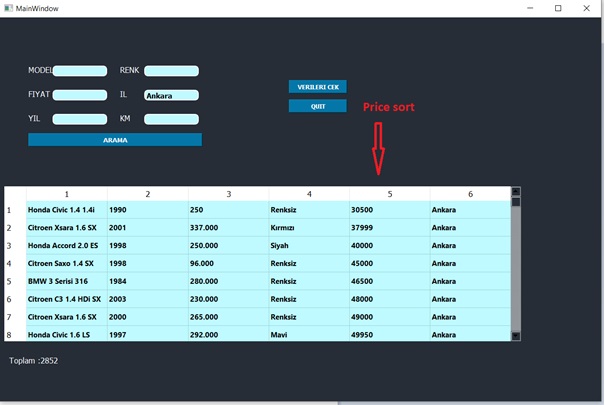 MainWindow
MODEL RENK
FIYAT IL Ankara
YIL KM
ARAMA
VERILERI CEK
QUIT
Price sort
1 2 3 4 5 6
1 Honda Civic 1.4 1.4i 1990 250 Renksiz 30500 Ankara
2 Citroen Xsara 1.6 SX 2001 337.000 Kırmızı 37999 Ankara
3 Honda Accord 2.0 ES 1998 250.000 Siyah 40000 Ankara
4 Citroen Saxo 1.4 SX 1998 96.000 Renksiz 45000 Ankara
5 BMW 3 Serisi 316 1984 280.000 Renksiz 46500 Ankara
6 Citroen C3 1.4 HDi SX 2003 230.000 Renksiz 48000 Ankara
7 Citroen Xsara 1.6 SX 2000 265.000 Renksiz 49000 Ankara
8 Honda Civic 1.6 LS 1997 292.000 Mavi 49950 Ankara
Toplam :2852